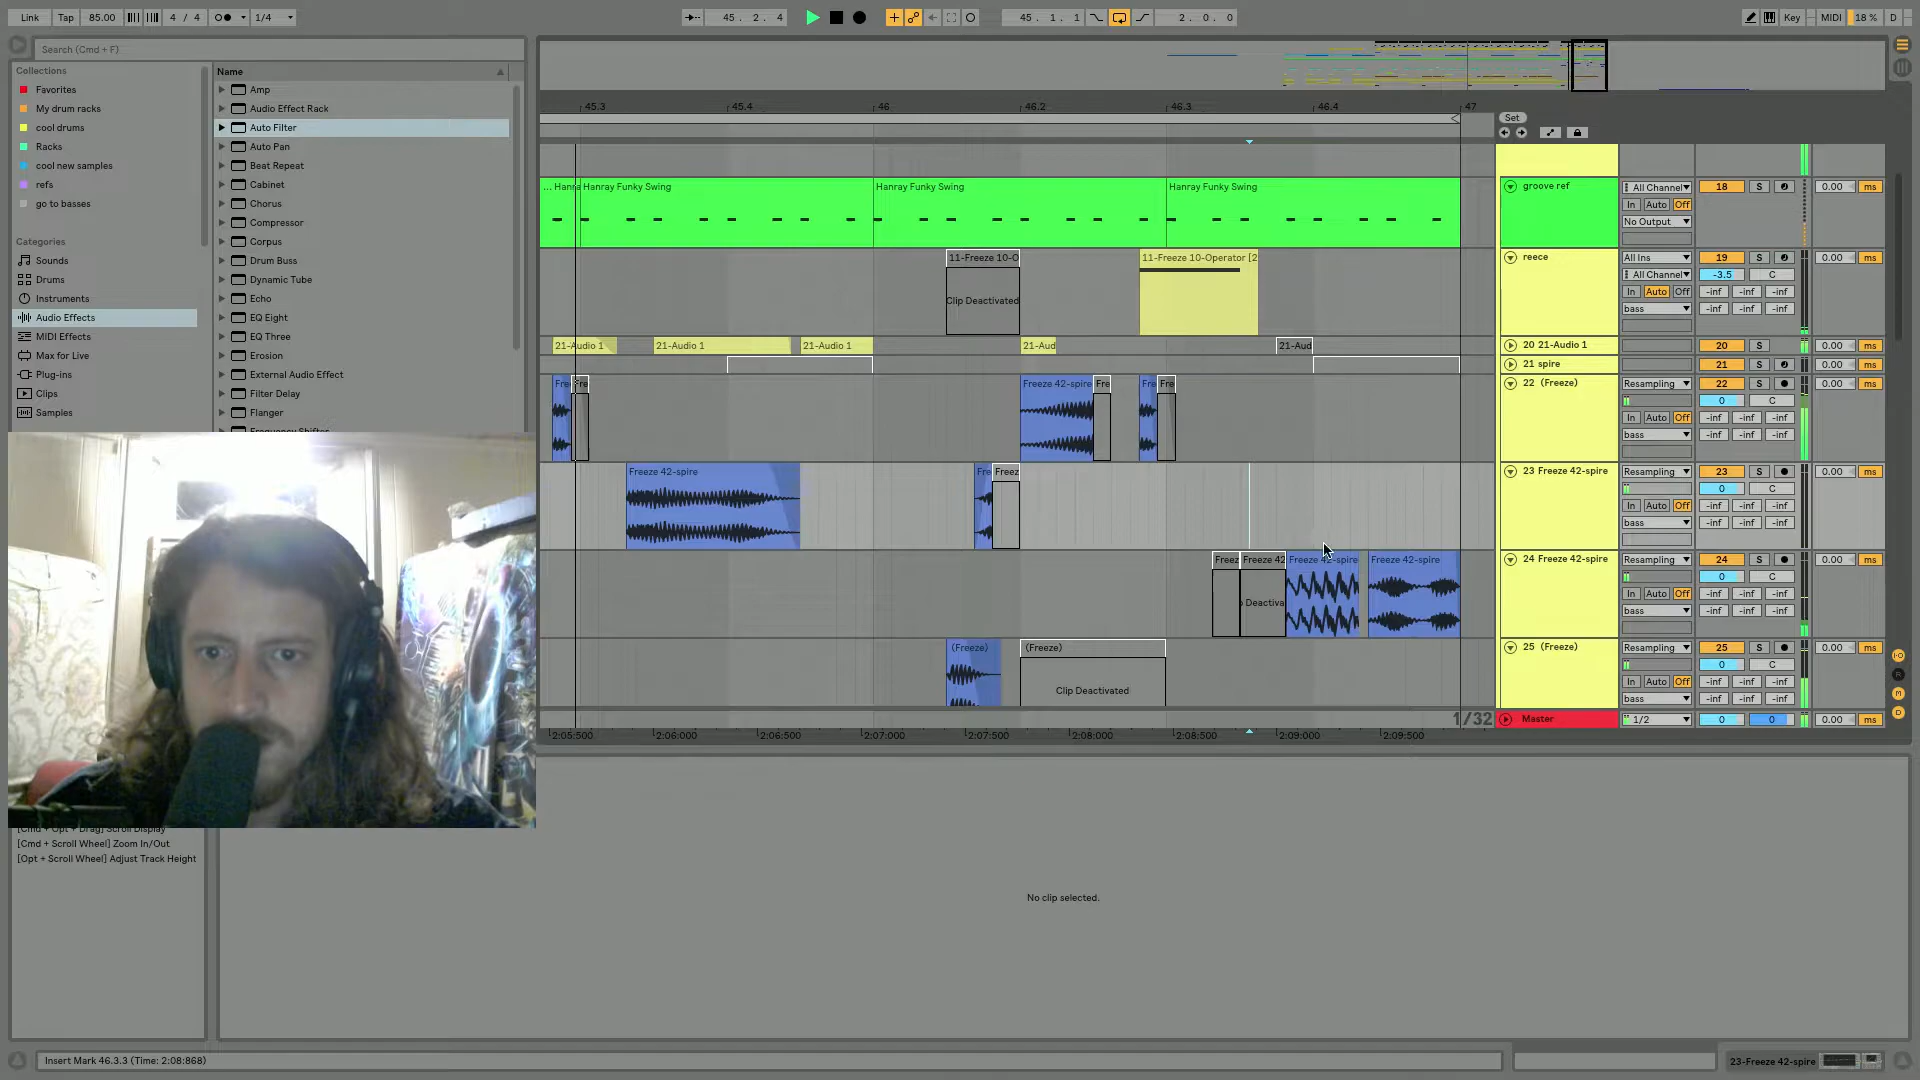 Link Tap 85.00 4 / 4 1/4 45 . 2 . 4 45 . 1 . 1 2 . 0 . 0 Key MIDI 18 % D
Search (Cmd + F)
Collections
Favorites
My drum racks
cool drums
Racks
cool new samples
refs
go to basses
Categories
Sounds
Drums
Instruments
Audio Effects
MIDI Effects
Max for Live
Plug-ins
Clips
Samples
Name
Amp
Audio Effect Rack
Auto Filter
Auto Pan
Beat Repeat
Cabinet
Chorus
Compressor
Corpus
Drum Buss
Dynamic Tube
Echo
EQ Eight
EQ Three
Erosion
External Audio Effect
Filter Delay
Flanger
Frequency Shifter
[Cmd + Opt + Drag] Scroll Display
[Cmd + Scroll Wheel] Zoom In/Out
[Opt + Scroll Wheel] Adjust Track Height
45.3 45.4 46 46.2 46.3 46.4 47
Set
... Hanra Hanray Funky Swing Hanray Funky Swing Hanray Funky Swing
groove ref All Channel 18 S 0.00 ms
In Auto Off
No Output
11-Freeze 10-O 11-Freeze 10-Operator [2
Clip Deactivated
reece All Ins 19 S 0.00 ms
All Channel -3.5 C
In Auto Off -inf -inf -inf
bass -inf -inf -inf
21-Audio 1 21-Audio 1 21-Audio 1 21-Aud 21-Aud
20 21-Audio 1 20 S 0.00 ms
21 spire 21 S 0.00 ms
Fre Fre Freeze 42-spire Fre Fre Fre
22 (Freeze) Resampling 22 S 0.00 ms
0 C
In Auto Off -inf -inf -inf
bass -inf -inf -inf
Freeze 42-spire Fre Freez
23 Freeze 42-spire Resampling 23 S 0.00 ms
0 C
In Auto Off -inf -inf -inf
bass -inf -inf -inf
Freez Freeze 42 Freeze 42-spire Freeze 42-spire
Deactiva
24 Freeze 42-spire Resampling 24 S 0.00 ms
0 C
In Auto Off -inf -inf -inf
bass -inf -inf -inf
(Freeze) (Freeze)
Clip Deactivated
25 (Freeze) Resampling 25 S 0.00 ms
0 C
In Auto Off -inf -inf -inf
bass -inf -inf -inf
1/32
Master 1/2 0 0 0.00 ms
2:05:500 2:06:000 2:06:500 2:07:000 2:07:500 2:08:000 2:08:500 2:09:000 2:09:500
No clip selected.
Insert Mark 46.3.3 (Time: 2:08:868)
23-Freeze 42-spire